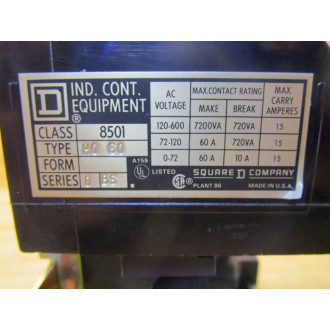 D IND. CONT.
EQUIPMENT
®
CLASS 8501
TYPE
FORM
SERIES
A159
UL ® LISTED
AC
VOLTAGE
MAX.CONTACT RATING
MAKE BREAK
MAX.
CARRY
AMPERES
120-600 7200VA 720VA 15
72-120 60 A 720VA 15
0-72 60 A 10 A 15
SQUARE D COMPANY
PLANT 86 MADE IN U.S.A.